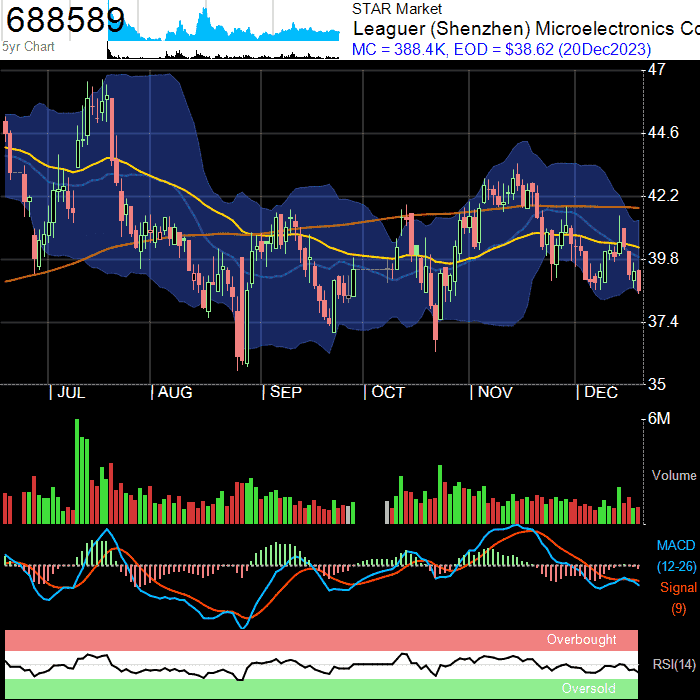 688589
5yr Chart
STAR Market
Leaguer (Shenzhen) Microelectronics Co
MC = 388.4K, EOD = $38.62 (20Dec2023)
47
44.6
42.2
39.8
37.4
35
| JUL | AUG | SEP | OCT | NOV | DEC
6M
Volume
MACD
(12-26)
Signal
(9)
Overbought
RSI(14)
Oversold